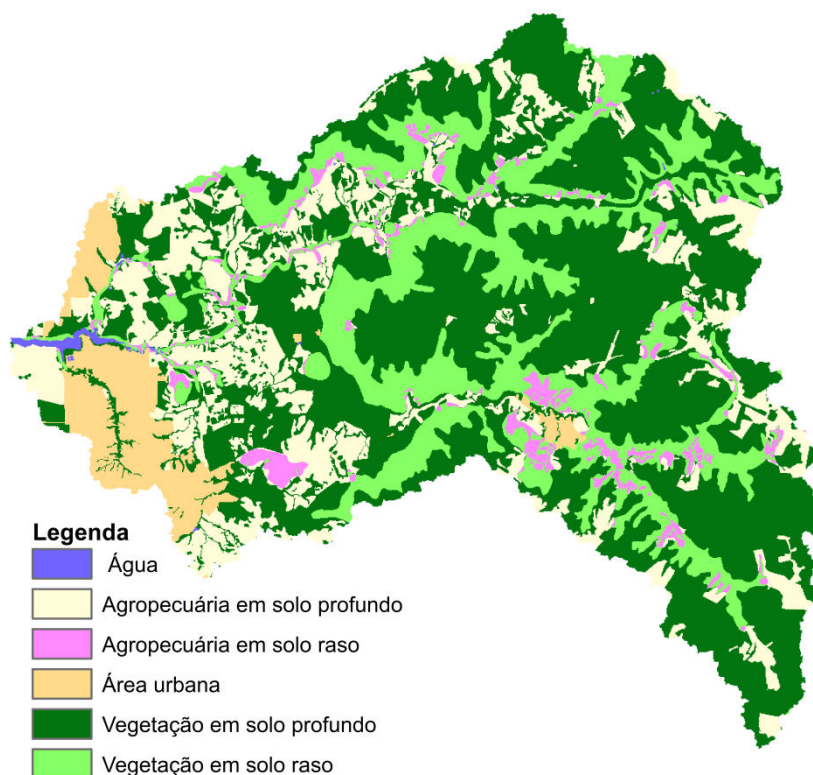 Legenda
Água
Agropecuária em solo profundo
Agropecuária em solo raso
Área urbana
Vegetação em solo profundo
Vegetação em solo raso